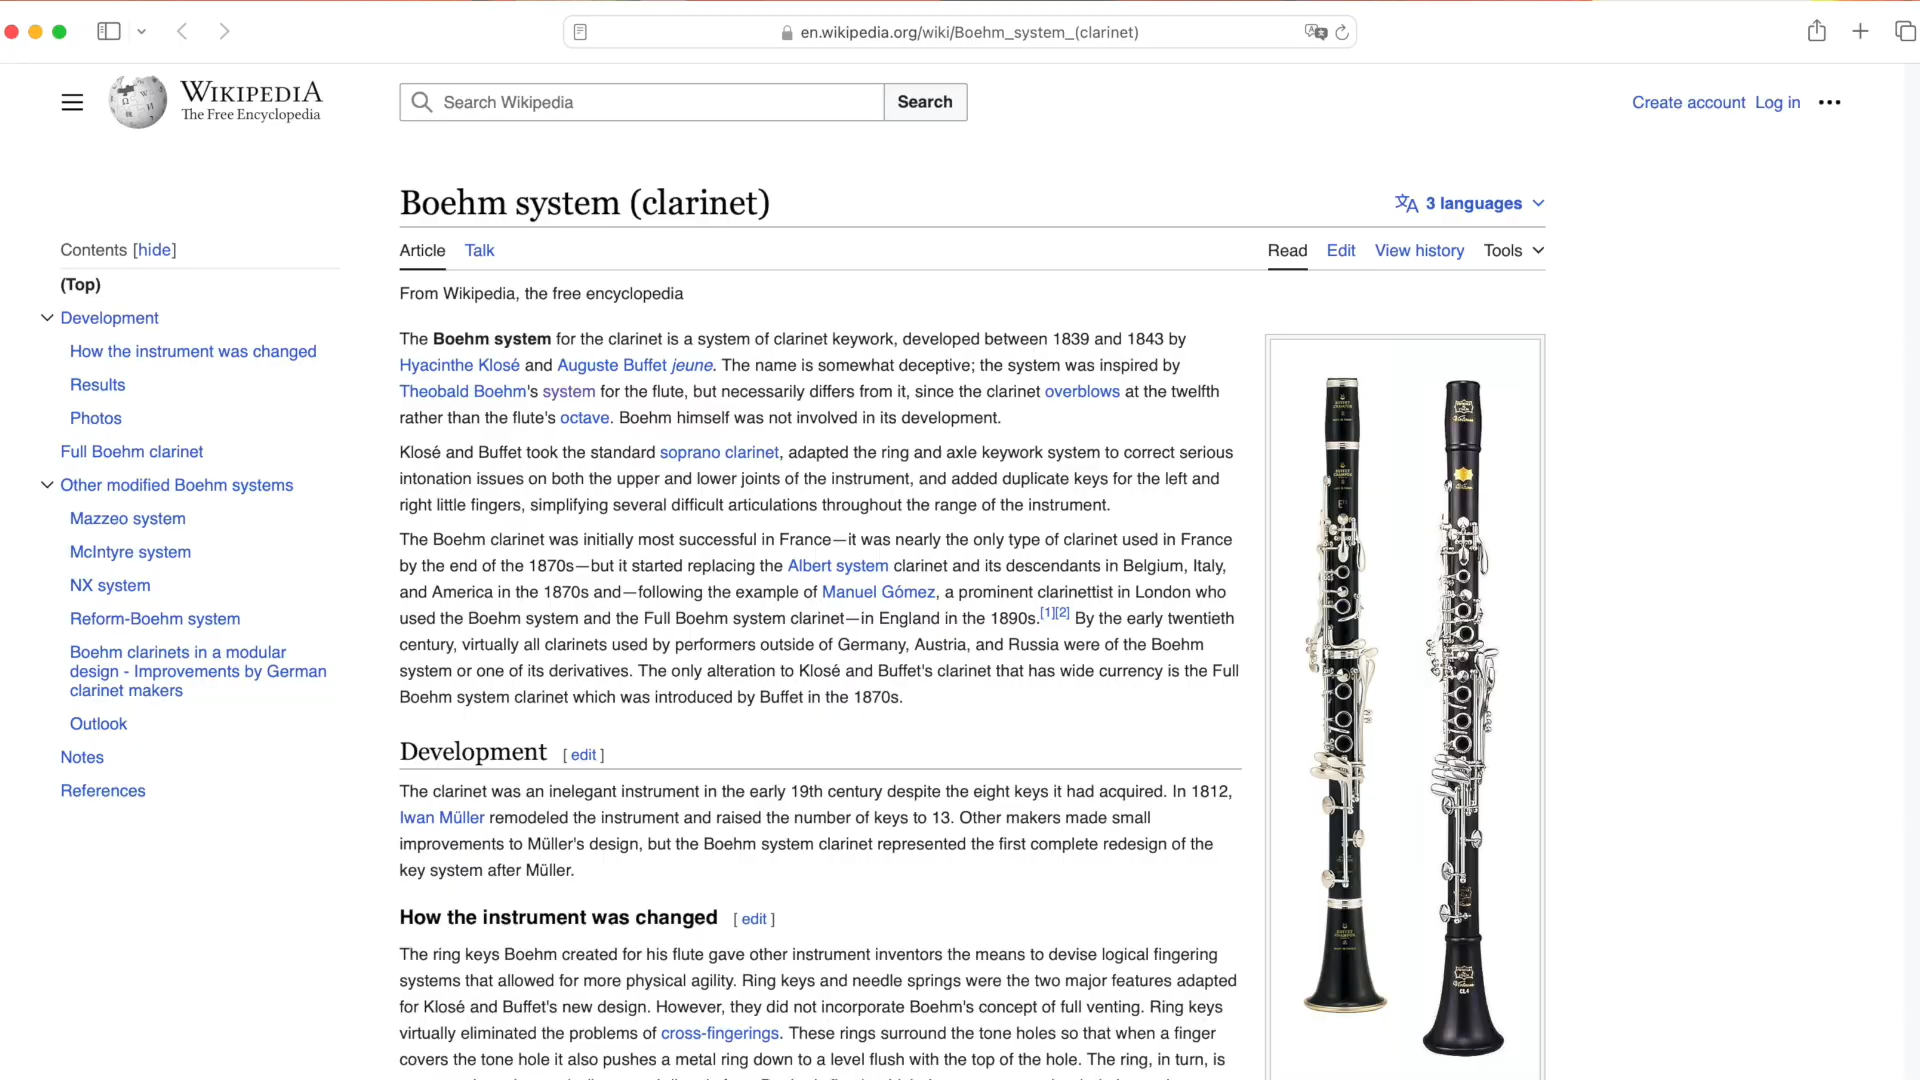 en.wikipedia.org/wiki/Boehm_system_(clarinet)
WIKIPEDIA
The Free Encyclopedia
Search Wikipedia
Search
Create account Log in
Boehm system (clarinet)
3 languages
Contents [hide]
Article Talk
Read Edit View history Tools
(Top)
Development
How the instrument was changed
Results
Photos
Full Boehm clarinet
Other modified Boehm systems
Mazzeo system
McIntyre system
NX system
Reform-Boehm system
Boehm clarinets in a modular
design - Improvements by German
clarinet makers
Outlook
Notes
References
From Wikipedia, the free encyclopedia
The Boehm system for the clarinet is a system of clarinet keywork, developed between 1839 and 1843 by
Hyacinthe Klosé and Auguste Buffet jeune. The name is somewhat deceptive; the system was inspired by
Theobald Boehm's system for the flute, but necessarily differs from it, since the clarinet overblows at the twelfth
rather than the flute's octave. Boehm himself was not involved in its development.
Klosé and Buffet took the standard soprano clarinet, adapted the ring and axle keywork system to correct serious
intonation issues on both the upper and lower joints of the instrument, and added duplicate keys for the left and
right little fingers, simplifying several difficult articulations throughout the range of the instrument.
The Boehm clarinet was initially most successful in France—it was nearly the only type of clarinet used in France
by the end of the 1870s—but it started replacing the Albert system clarinet and its descendants in Belgium, Italy,
and America in the 1870s and—following the example of Manuel Gómez, a prominent clarinettist in London who
used the Boehm system and the Full Boehm system clarinet—in England in the 1890s.[1][2] By the early twentieth
century, virtually all clarinets used by performers outside of Germany, Austria, and Russia were of the Boehm
system or one of its derivatives. The only alteration to Klosé and Buffet's clarinet that has wide currency is the Full
Boehm system clarinet which was introduced by Buffet in the 1870s.
Development [ edit ]
The clarinet was an inelegant instrument in the early 19th century despite the eight keys it had acquired. In 1812,
Iwan Müller remodeled the instrument and raised the number of keys to 13. Other makers made small
improvements to Müller's design, but the Boehm system clarinet represented the first complete redesign of the
key system after Müller.
How the instrument was changed [ edit ]
The ring keys Boehm created for his flute gave other instrument inventors the means to devise logical fingering
systems that allowed for more physical agility. Ring keys and needle springs were the two major features adapted
for Klosé and Buffet's new design. However, they did not incorporate Boehm's concept of full venting. Ring keys
virtually eliminated the problems of cross-fingerings. These rings surround the tone holes so that when a finger
covers the tone hole it also pushes a metal ring down to a level flush with the top of the hole. The ring, in turn, is